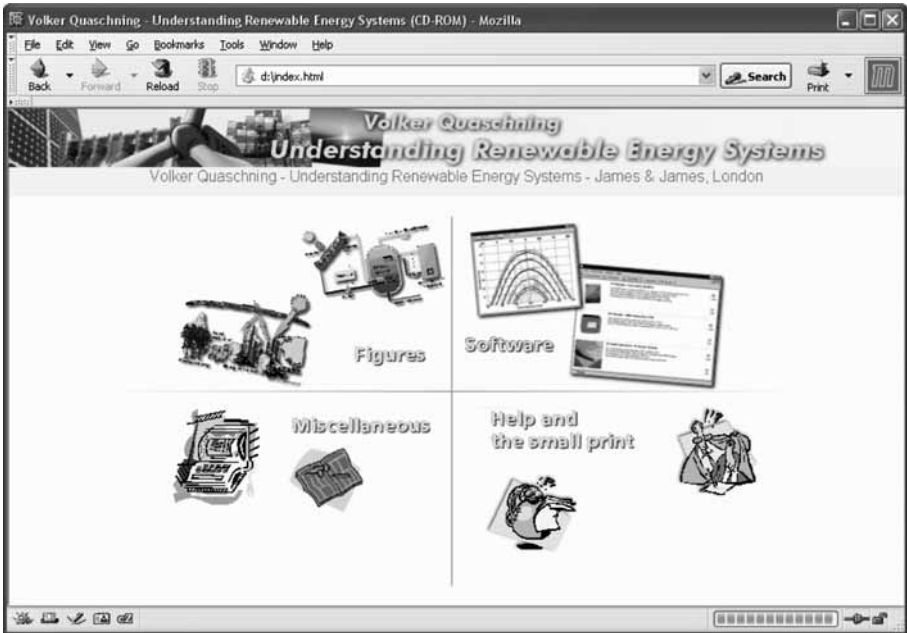 Volker Quaschning - Understanding Renewable Energy Systems (CD-ROM) - Mozilla
File Edit View Go Bookmarks Tools Window Help
Back Forward Reload Stop d:\index.html Search Print
Volker Quaschning
Understanding Renewable Energy Systems
Volker Quaschning - Understanding Renewable Energy Systems - James & James, London
Figures
Software
Miscellaneous
Help and
the small print